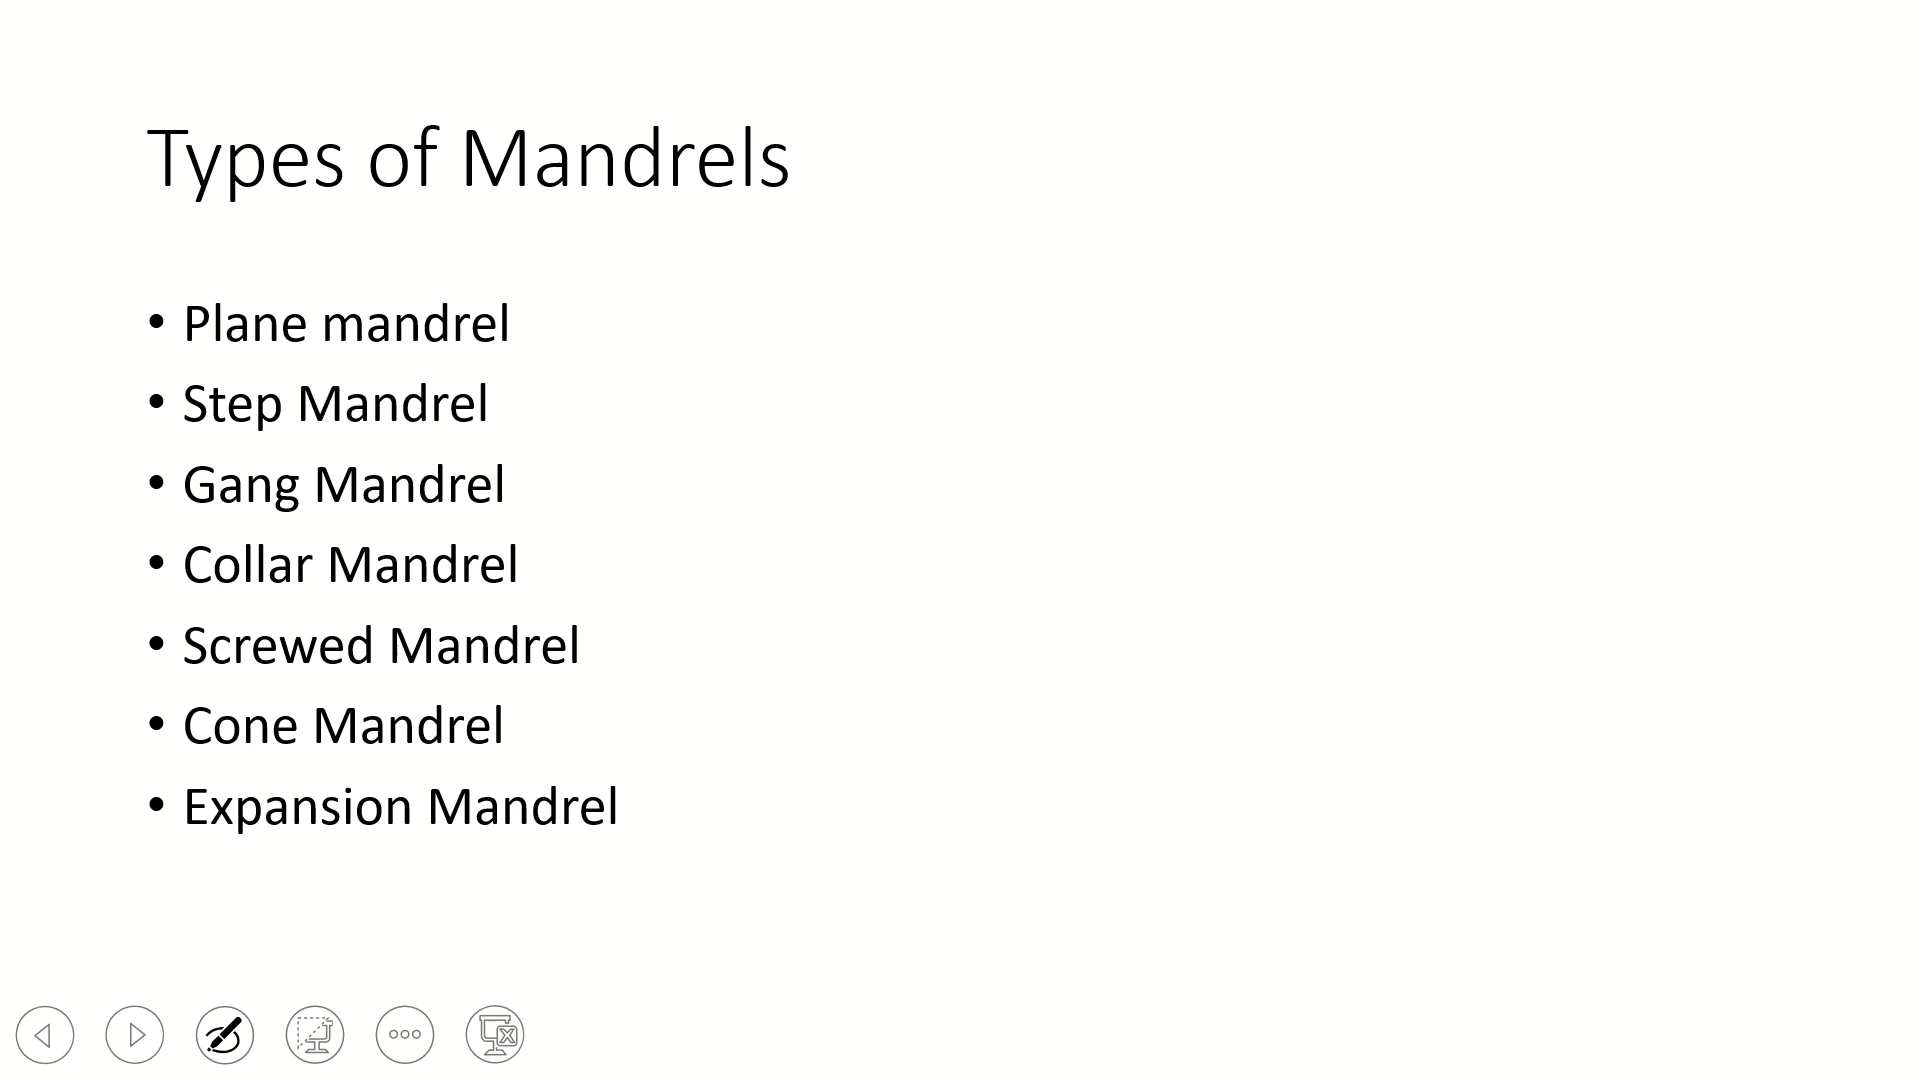 Types of Mandrels
• Plane mandrel
• Step Mandrel
• Gang Mandrel
• Collar Mandrel
• Screwed Mandrel
• Cone Mandrel
• Expansion Mandrel